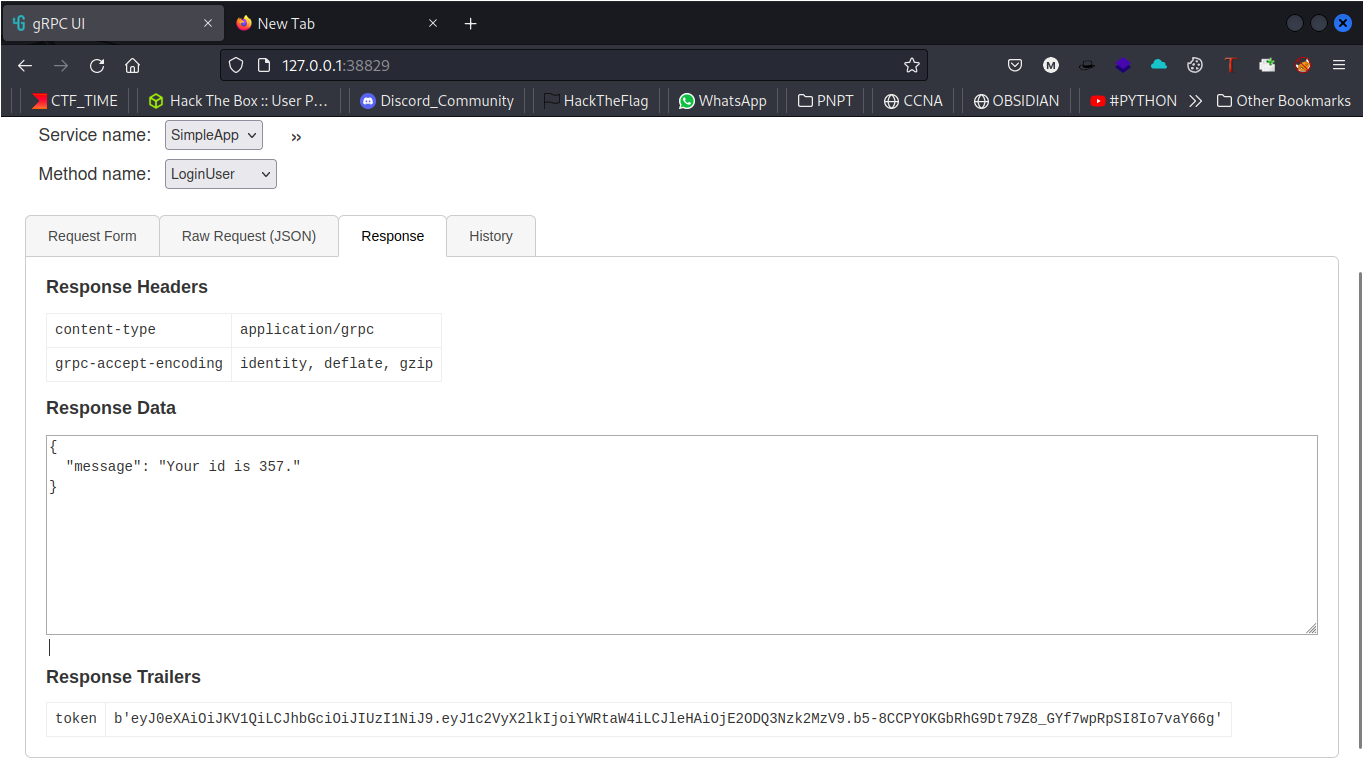 gRPC UI
New Tab
127.0.0.1:38829
CTF_TIME
Hack The Box :: User P…
Discord_Community
HackTheFlag
WhatsApp
PNPT
CCNA
OBSIDIAN
#PYTHON
Other Bookmarks
Service name: SimpleApp »
Method name: LoginUser
Request Form Raw Request (JSON) Response History
Response Headers
content-type application/grpc
grpc-accept-encoding identity, deflate, gzip
Response Data
{
"message": "Your id is 357."
}
Response Trailers
token b'eyJ0eXAiOiJKV1QiLCJhbGciOiJIUzI1NiJ9.eyJ1c2VyX2lkIjoiYWRtaW4iLCJleHAiOjE2ODQ3Nzk2MzV9.b5-8CCPYOKGbRhG9Dt79Z8_GYf7wpRpSI8Io7vaY66g'